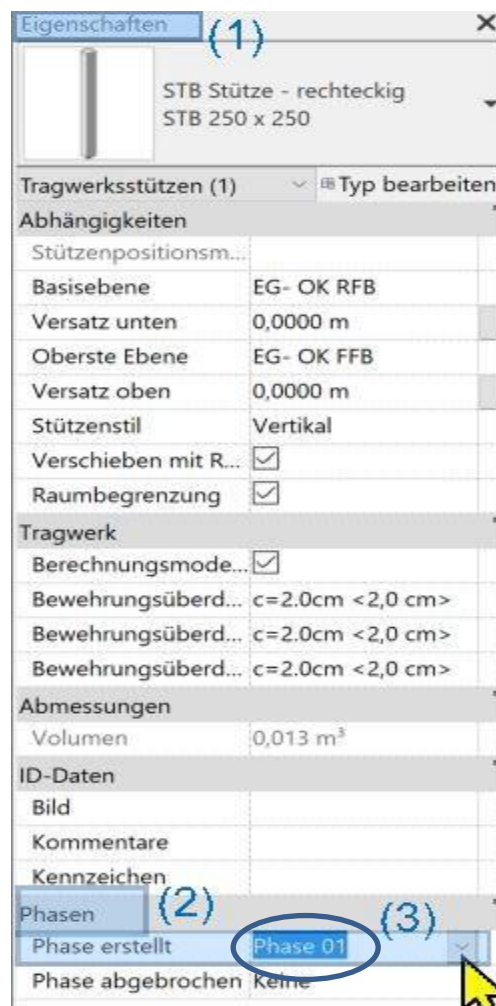 Eigenschaften (1)
STB Stütze - rechteckig
STB 250 x 250
Tragwerksstützen (1) Typ bearbeiten
Abhängigkeiten
Stützenpositionsm...
Basisebene EG- OK RFB
Versatz unten 0,0000 m
Oberste Ebene EG- OK FFB
Versatz oben 0,0000 m
Stützenstil Vertikal
Verschieben mit R...
Raumbegrenzung
Tragwerk
Berechnungsmode...
Bewehrungsüberd... c=2.0cm <2,0 cm>
Bewehrungsüberd... c=2.0cm <2,0 cm>
Bewehrungsüberd... c=2.0cm <2,0 cm>
Abmessungen
Volumen 0,013 m³
ID-Daten
Bild
Kommentare
Kennzeichen
Phasen (2) (3)
Phase erstellt Phase 01
Phase abgebrochen Keine